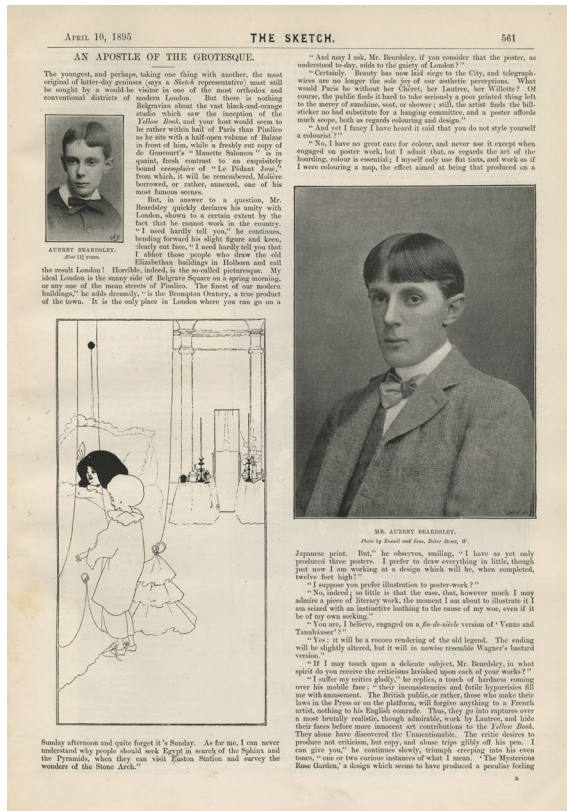 APRIL 10, 1895
THE SKETCH.
561
AN APOSTLE OF THE GROTESQUE.
The youngest, and perhaps, taking one thing with another, the most
original of latter-day geniuses (says a Sketch representative) must still
be sought by a would-be visitor in one of the most orthodox and
conventional districts of modern London. But there is nothing
Belgravian about the vast black-and-orange
studio which saw the inception of the
Yellow Book, and your host would seem to
be rather within hail of Paris than Pimlico
as he sits with a half-open volume of Balzac
in front of him, while a freshly cut copy of
de Goncourt's "Manette Salomon" is in
quaint, fresh contrast to an exquisitely
bound exemplaire of "Le Pédant Joué,"
from which, it will be remembered, Molière
borrowed, or rather, annexed, one of his
most famous scenes.
But, in answer to a question, Mr.
Beardsley quickly declares his amity with
London, shown to a certain extent by the
fact that he cannot work in the country.
"I need hardly tell you," he continues,
bending forward his slight figure and keen,
clearly cut face, "I need hardly tell you that
I abhor those people who draw the old
Elizabethan buildings in Holborn and call
the result London! Horrible, indeed, is the so-called picturesque. My
ideal London is the sunny side of Belgrave Square on a spring morning,
or any one of the mean streets of Pimlico. The finest of our modern
buildings," he adds dreamily, "is the Brompton Oratory, a true product
of the town. It is the only place in London where you can go on a
AUBREY BEARDSLEY.
Sunday afternoon and quite forget it's Sunday. As for me, I can never
understand why people should seek Egypt in search of the Sphinx and
the Pyramids, when they can visit Euston Station and survey the
wonders of the Stone Arch."
"And may I ask, Mr. Beardsley, if you consider that the poster, as
understood to-day, adds to the gaiety of London?"
"Certainly. Beauty has now laid siege to the City, and telegraph-
wires are no longer the sole joy of our æsthetic perceptions. What
would Paris be without her Chéret, her Lautrec, her Willette? Of
course, the public finds it hard to take seriously a poor printed thing left
to the mercy of sunshine, soot, or shower; still, the artist finds the bill-
sticker no bad substitute for a hanging committee, and a poster affords
much scope, both as regards colouring and design."
"And yet I fancy I have heard it said that you do not style yourself
a colourist?"
"No, I have no great care for colour, and never use it except when
engaged on poster work, but I admit that, as regards the art of the
hoarding, colour is essential; I myself only use flat tints, and work as if
I were colouring a map, the effect aimed at being that produced on a
MR. AUBREY BEARDSLEY.
Photo by Russell and Sons, Baker Street, W.
Japanese print. But," he observes, smiling, "I have as yet only
produced three posters. I prefer to draw everything in little, though
just now I am working at a design which will be, when completed,
twelve feet high!"
"I suppose you prefer illustration to poster-work?"
"No, indeed; so little is that the case, that, however much I may
admire a piece of literary work, the moment I am about to illustrate it I
am seized with an instinctive loathing to the cause of my woe, even if it
be of my own seeking."
"You are, I believe, engaged on a fin-de-siècle version of 'Venus and
Tannhäuser'?"
"Yes; it will be a rococo rendering of the old legend. The ending
will be slightly altered, but it will in nowise resemble Wagner's bastard
version."
"If I may touch upon a delicate subject, Mr. Beardsley, in what
spirit do you receive the criticisms lavished upon each of your works?"
"I suffer my critics gladly," he replies, a touch of hardness coming
over his mobile face; "their inconsistencies and futile hypocrisies fill
me with amusement. The British public, or rather, those who make their
laws in the Press or on the platform, will forgive anything to a French
artist, nothing to his English comrade. Thus, they go into raptures over
a most brutally realistic, though admirable, work by Lautrec, and hide
their faces before more innocent art contributions to the Yellow Book.
They alone have discovered the Unmentionable. The critic desires to
produce not criticism, but copy, and abuse trips glibly off his pen. I
can give you," he continues slowly, triumph creeping into his even
tones, "one or two curious instances of what I mean. 'The Mysterious
Rose Garden,' a design which seems to have produced a peculiar feeling